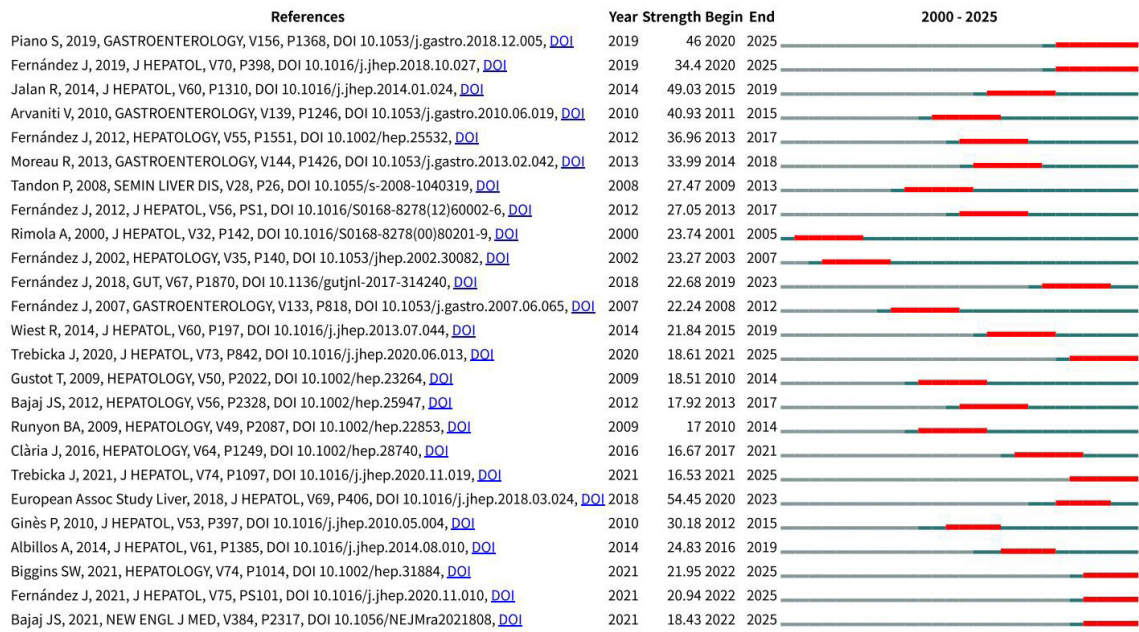 References Year Strength Begin End 2000 - 2025
Piano S, 2019, GASTROENTEROLOGY, V156, P1368, DOI 10.1053/j.gastro.2018.12.005, DOI 2019 46 2020 2025
Fernández J, 2019, J HEPATOL, V70, P398, DOI 10.1016/j.jhep.2018.10.027, DOI 2019 34.4 2020 2025
Jalan R, 2014, J HEPATOL, V60, P1310, DOI 10.1016/j.jhep.2014.01.024, DOI 2014 49.03 2015 2019
Arvaniti V, 2010, GASTROENTEROLOGY, V139, P1246, DOI 10.1053/j.gastro.2010.06.019, DOI 2010 40.93 2011 2015
Fernández J, 2012, HEPATOLOGY, V55, P1551, DOI 10.1002/hep.25532, DOI 2012 36.96 2013 2017
Moreau R, 2013, GASTROENTEROLOGY, V144, P1426, DOI 10.1053/j.gastro.2013.02.042, DOI 2013 33.99 2014 2018
Tandon P, 2008, SEMIN LIVER DIS, V28, P26, DOI 10.1055/s-2008-1040319, DOI 2008 27.47 2009 2013
Fernández J, 2012, J HEPATOL, V56, PS1, DOI 10.1016/S0168-8278(12)60002-6, DOI 2012 27.05 2013 2017
Rimola A, 2000, J HEPATOL, V32, P142, DOI 10.1016/S0168-8278(00)80201-9, DOI 2000 23.74 2001 2005
Fernández J, 2002, HEPATOLOGY, V35, P140, DOI 10.1053/jhep.2002.30082, DOI 2002 23.27 2003 2007
Fernández J, 2018, GUT, V67, P1870, DOI 10.1136/gutjnl-2017-314240, DOI 2018 22.68 2019 2023
Fernández J, 2007, GASTROENTEROLOGY, V133, P818, DOI 10.1053/j.gastro.2007.06.065, DOI 2007 22.24 2008 2012
Wiest R, 2014, J HEPATOL, V60, P197, DOI 10.1016/j.jhep.2013.07.044, DOI 2014 21.84 2015 2019
Trebicka J, 2020, J HEPATOL, V73, P842, DOI 10.1016/j.jhep.2020.06.013, DOI 2020 18.61 2021 2025
Gustot T, 2009, HEPATOLOGY, V50, P2022, DOI 10.1002/hep.23264, DOI 2009 18.51 2010 2014
Bajaj JS, 2012, HEPATOLOGY, V56, P2328, DOI 10.1002/hep.25947, DOI 2012 17.92 2013 2017
Runyon BA, 2009, HEPATOLOGY, V49, P2087, DOI 10.1002/hep.22853, DOI 2009 17 2010 2014
Clària J, 2016, HEPATOLOGY, V64, P1249, DOI 10.1002/hep.28740, DOI 2016 16.67 2017 2021
Trebicka J, 2021, J HEPATOL, V74, P1097, DOI 10.1016/j.jhep.2020.11.019, DOI 2021 16.53 2021 2025
European Assoc Study Liver, 2018, J HEPATOL, V69, P406, DOI 10.1016/j.jhep.2018.03.024, DOI 2018 54.45 2020 2023
Ginès P, 2010, J HEPATOL, V53, P397, DOI 10.1016/j.jhep.2010.05.004, DOI 2010 30.18 2012 2015
Albillos A, 2014, J HEPATOL, V61, P1385, DOI 10.1016/j.jhep.2014.08.010, DOI 2014 24.83 2016 2019
Biggins SW, 2021, HEPATOLOGY, V74, P1014, DOI 10.1002/hep.31884, DOI 2021 21.95 2022 2025
Fernández J, 2021, J HEPATOL, V75, PS101, DOI 10.1016/j.jhep.2020.11.010, DOI 2021 20.94 2022 2025
Bajaj JS, 2021, NEW ENGL J MED, V384, P2317, DOI 10.1056/NEJMra2021808, DOI 2021 18.43 2022 2025